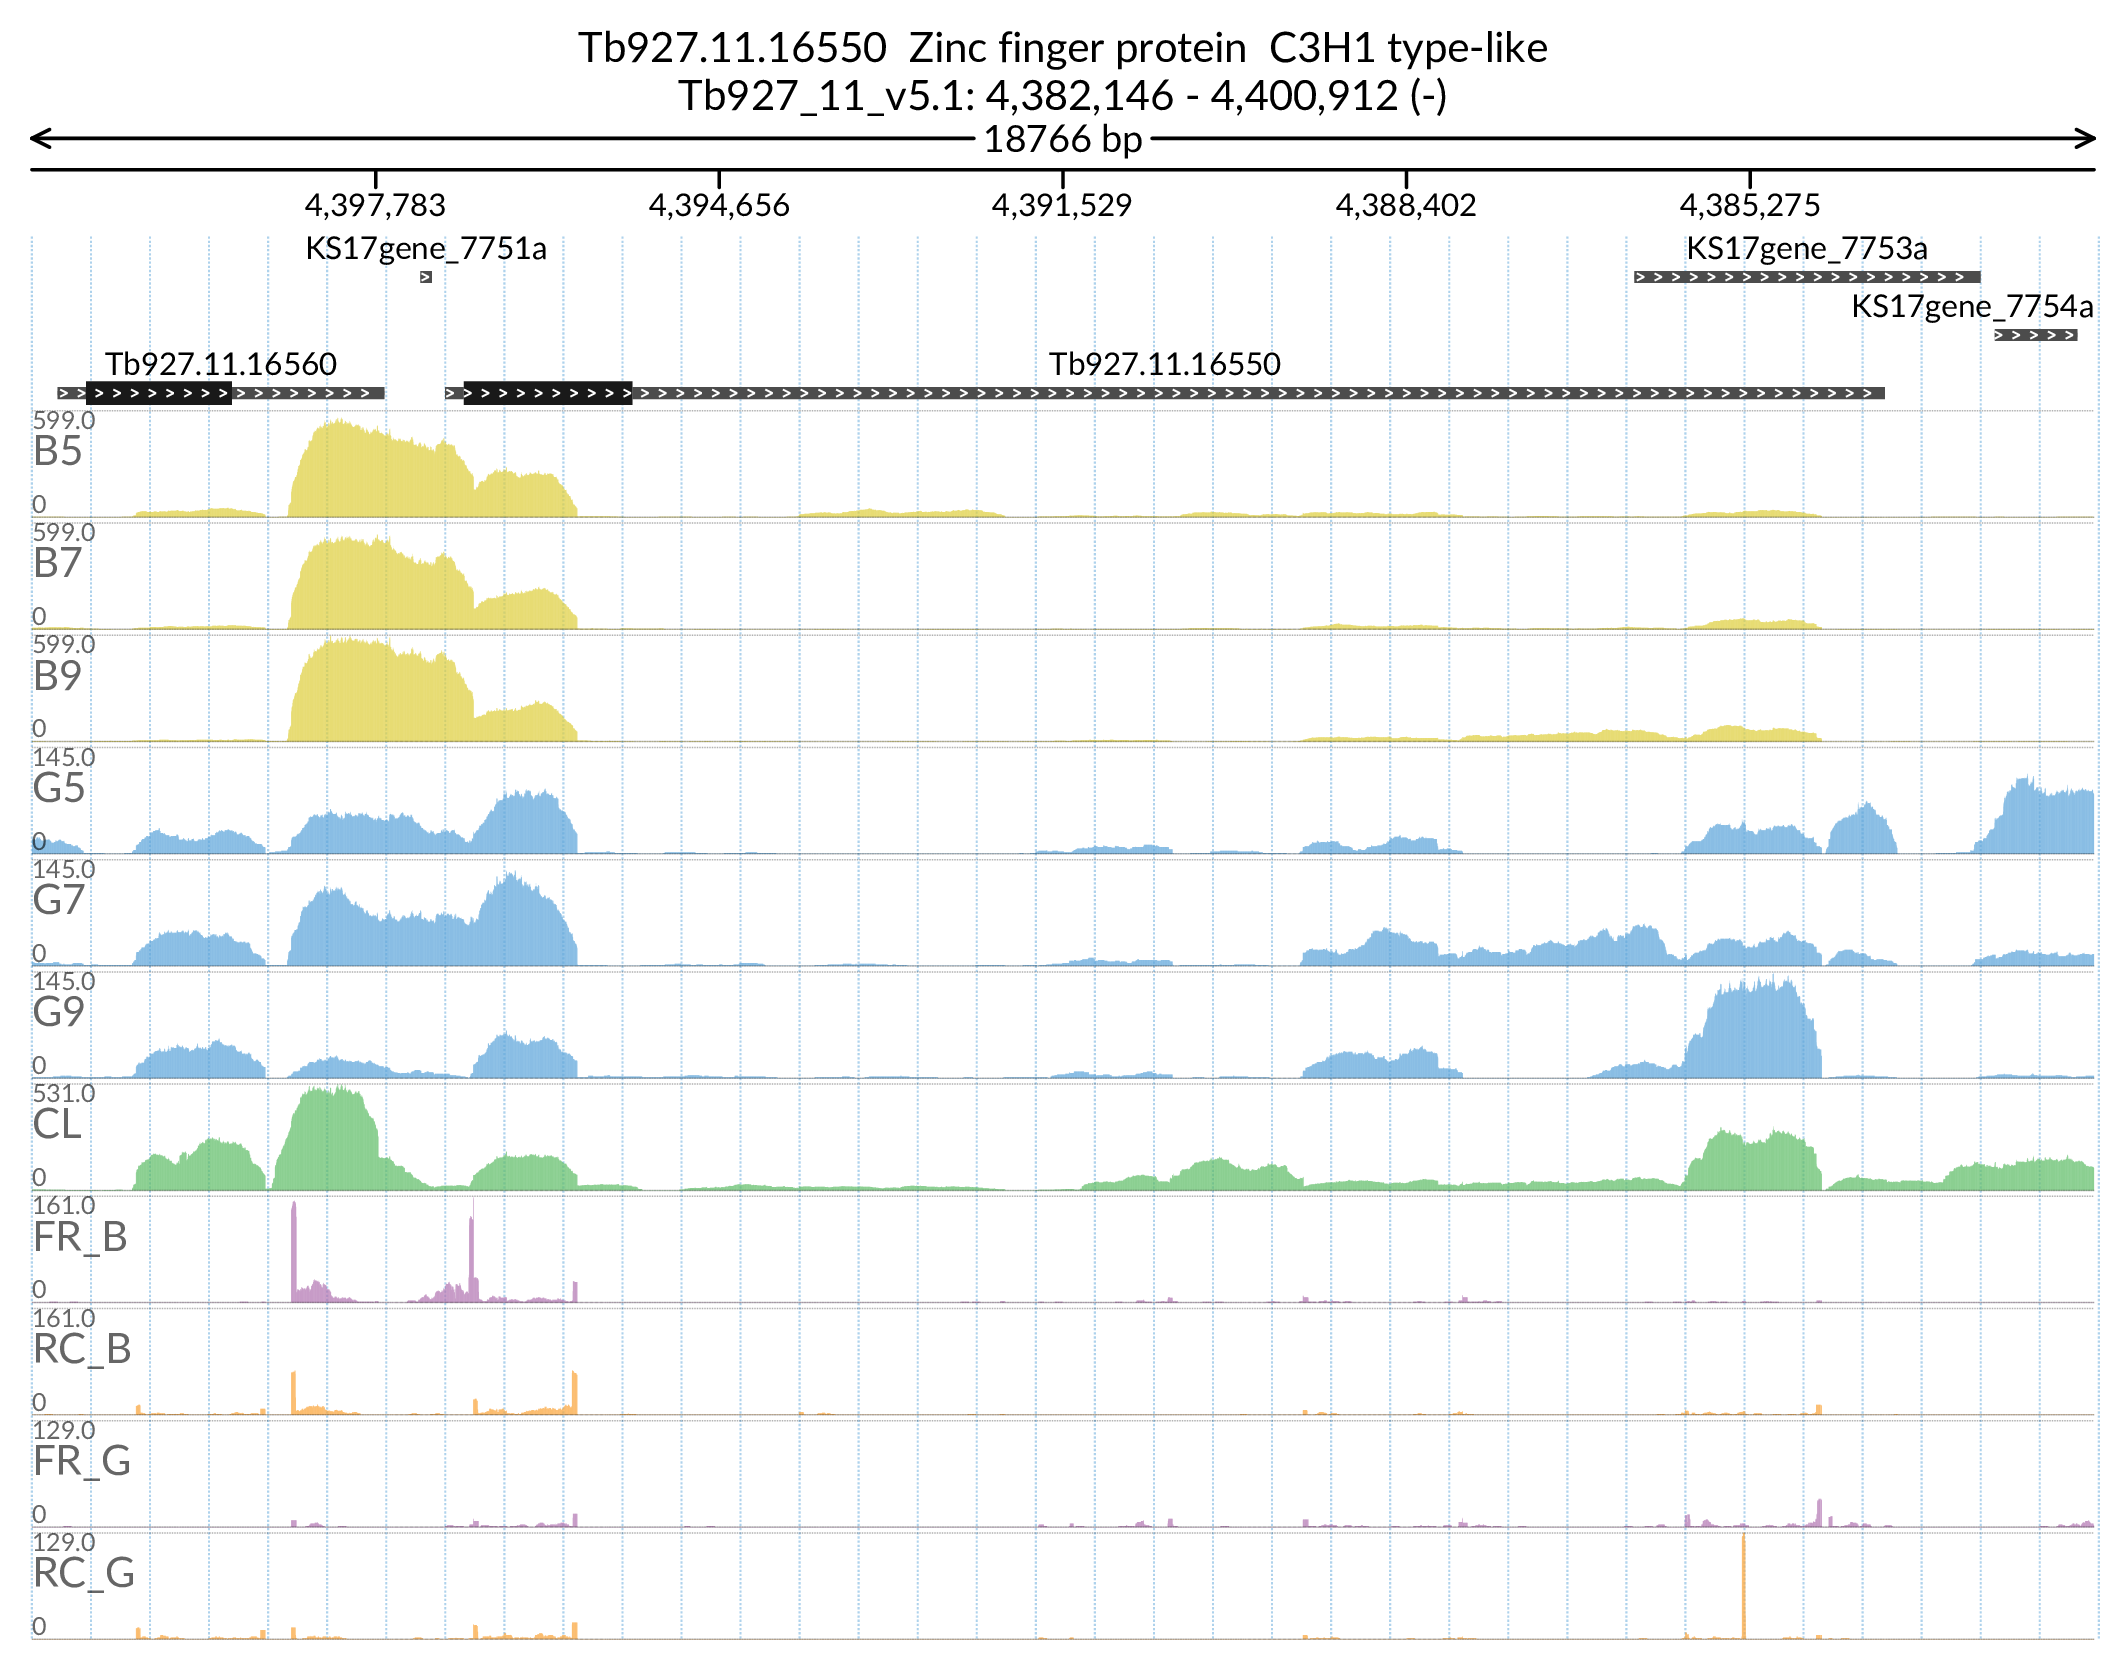 Tb927.11.16550  Zinc finger protein  C3H1 type-like
Tb927_11_v5.1: 4,382,146 - 4,400,912 (-)
18766 bp
4,397,783 4,394,656 4,391,529 4,388,402 4,385,275
KS17gene_7751a KS17gene_7753a
KS17gene_7754a
Tb927.11.16560 Tb927.11.16550
599.0
B5
0
599.0
B7
0
599.0
B9
0
145.0
G5
0
145.0
G7
0
145.0
G9
0
531.0
CL
0
161.0
FR_B
0
161.0
RC_B
0
129.0
FR_G
0
129.0
RC_G
0